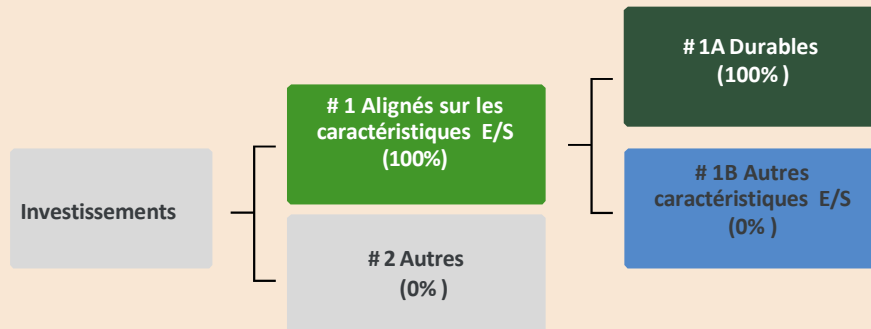 Investissements
# 1 Alignés sur les
caractéristiques E/S
(100%)
# 2 Autres
(0% )
# 1A Durables
(100% )
# 1B Autres
caractéristiques E/S
(0% )